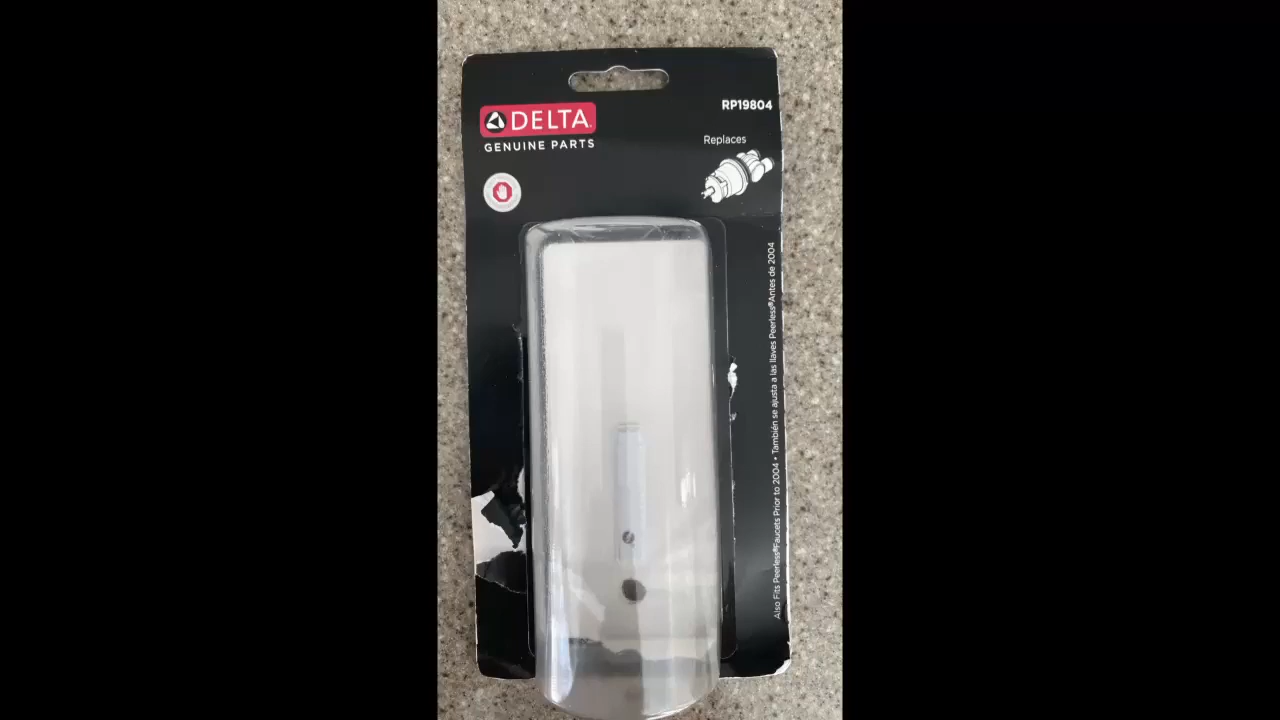 DELTA
GENUINE PARTS
RP19804
Replaces
Also Fits Peerless® Faucets Prior to 2004 • También se ajusta a las llaves Peerless® Antes de 2004